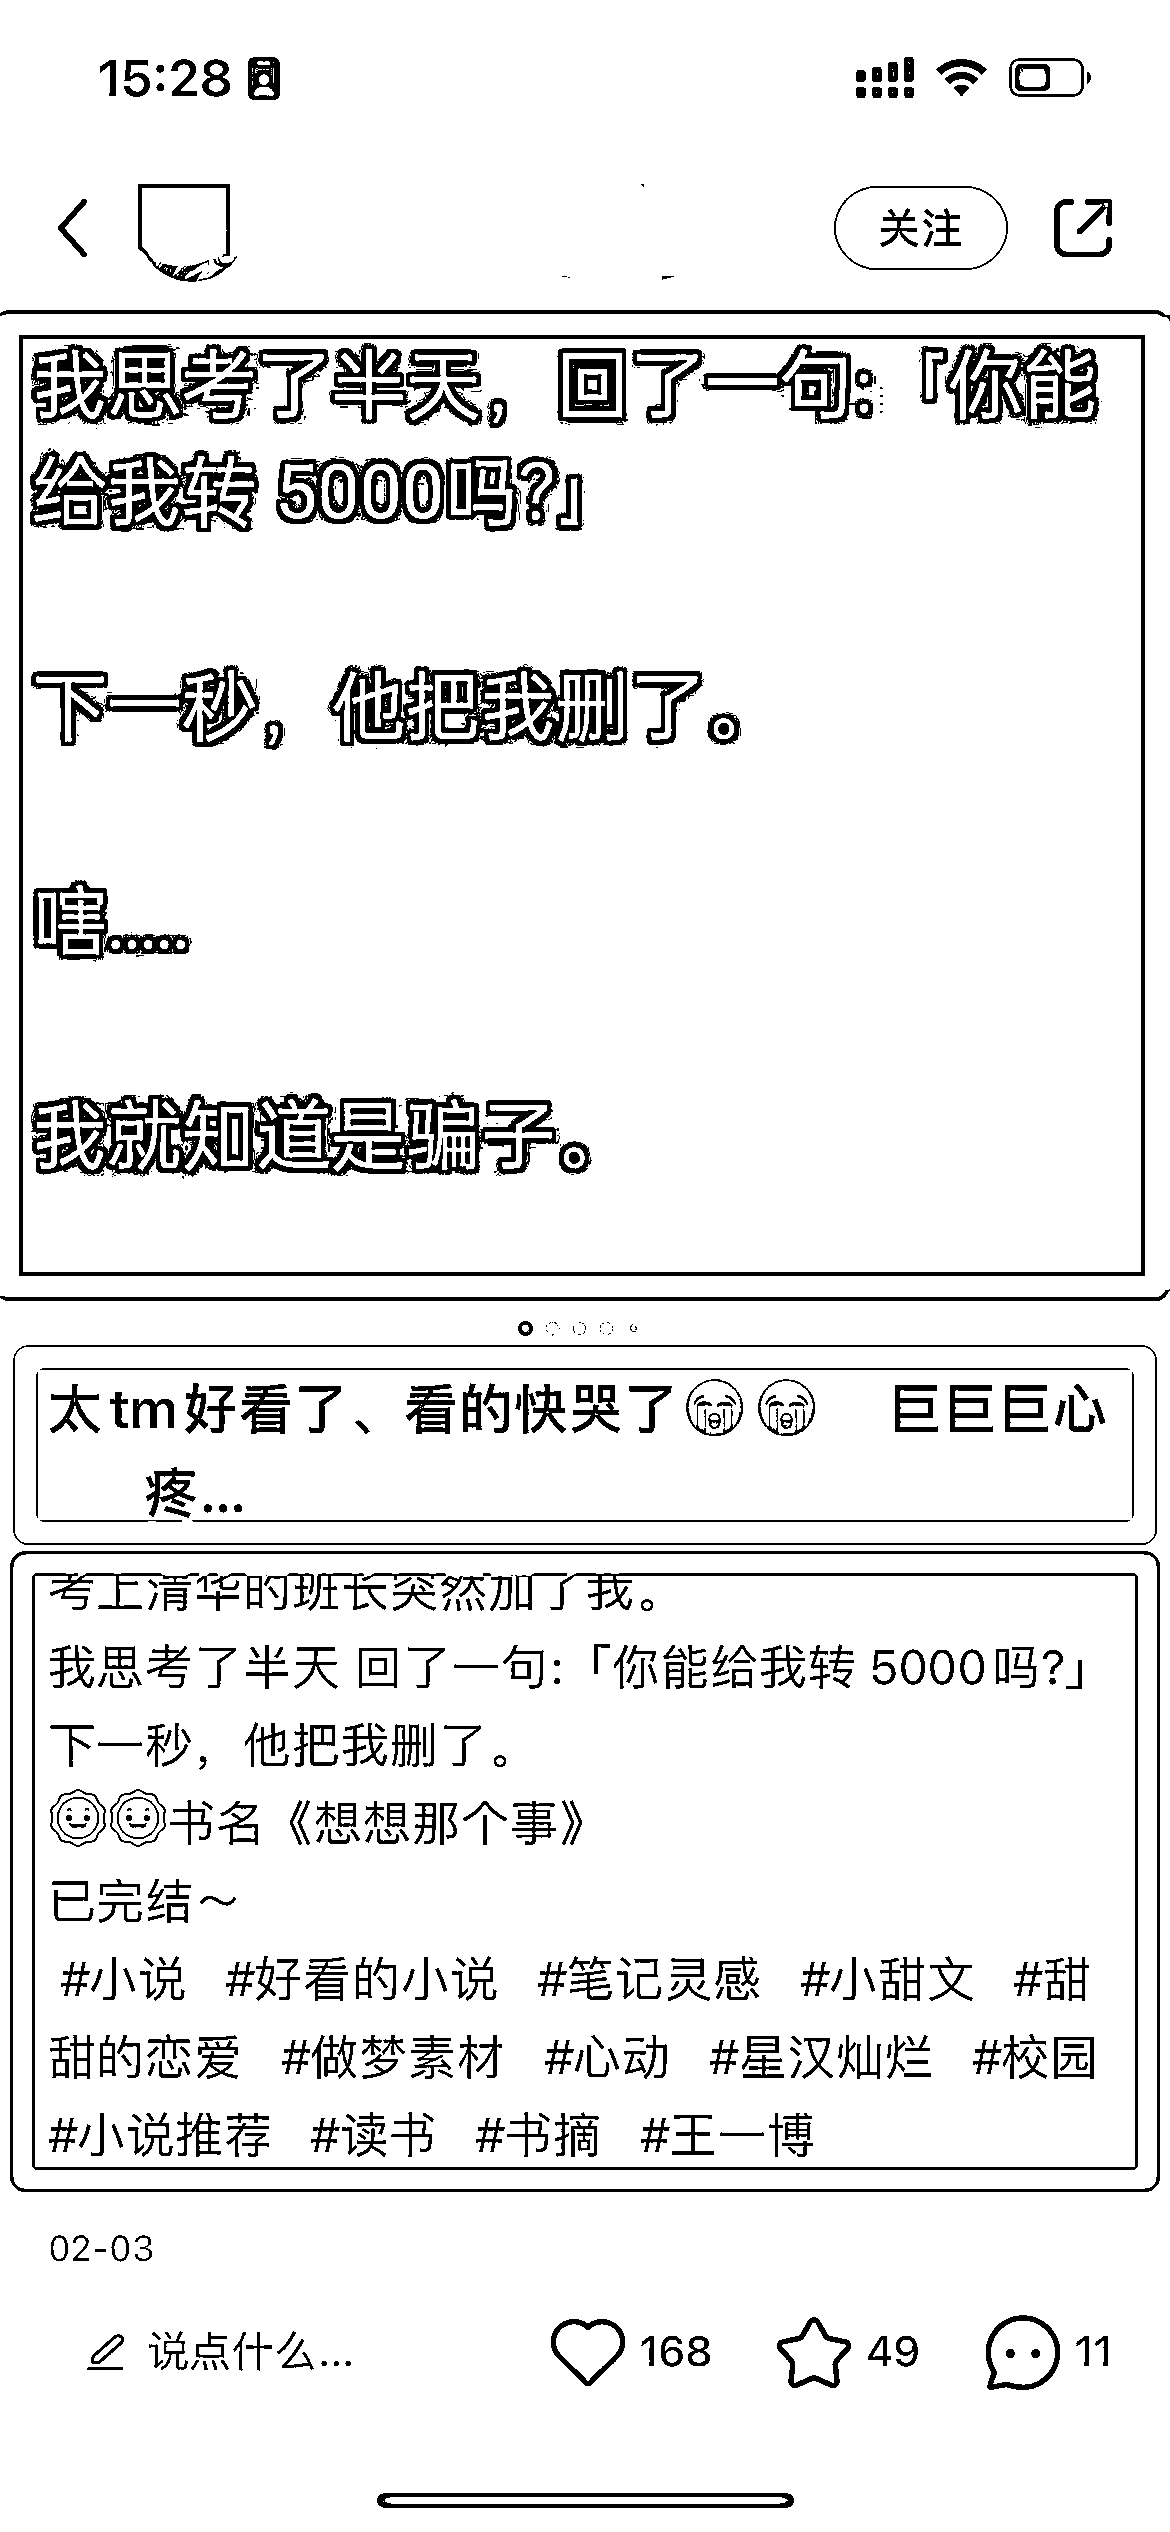 15:28
关注
我思考了半天，回了一句:「你能
给我转 5000吗?」
下一秒，他把我删了。
嗐......
我就知道是骗子。
太tm好看了、看的快哭了😭😭 巨巨巨心
疼...
考上清华的班长突然加了我。
我思考了半天 回了一句:「你能给我转 5000吗?」
下一秒，他把我删了。
🌞🌞书名《想想那个事》
已完结～
#小说 #好看的小说 #笔记灵感 #小甜文 #甜
甜的恋爱 #做梦素材 #心动 #星汉灿烂 #校园
#小说推荐 #读书 #书摘 #王一博
02-03
说点什么... 168 49 11